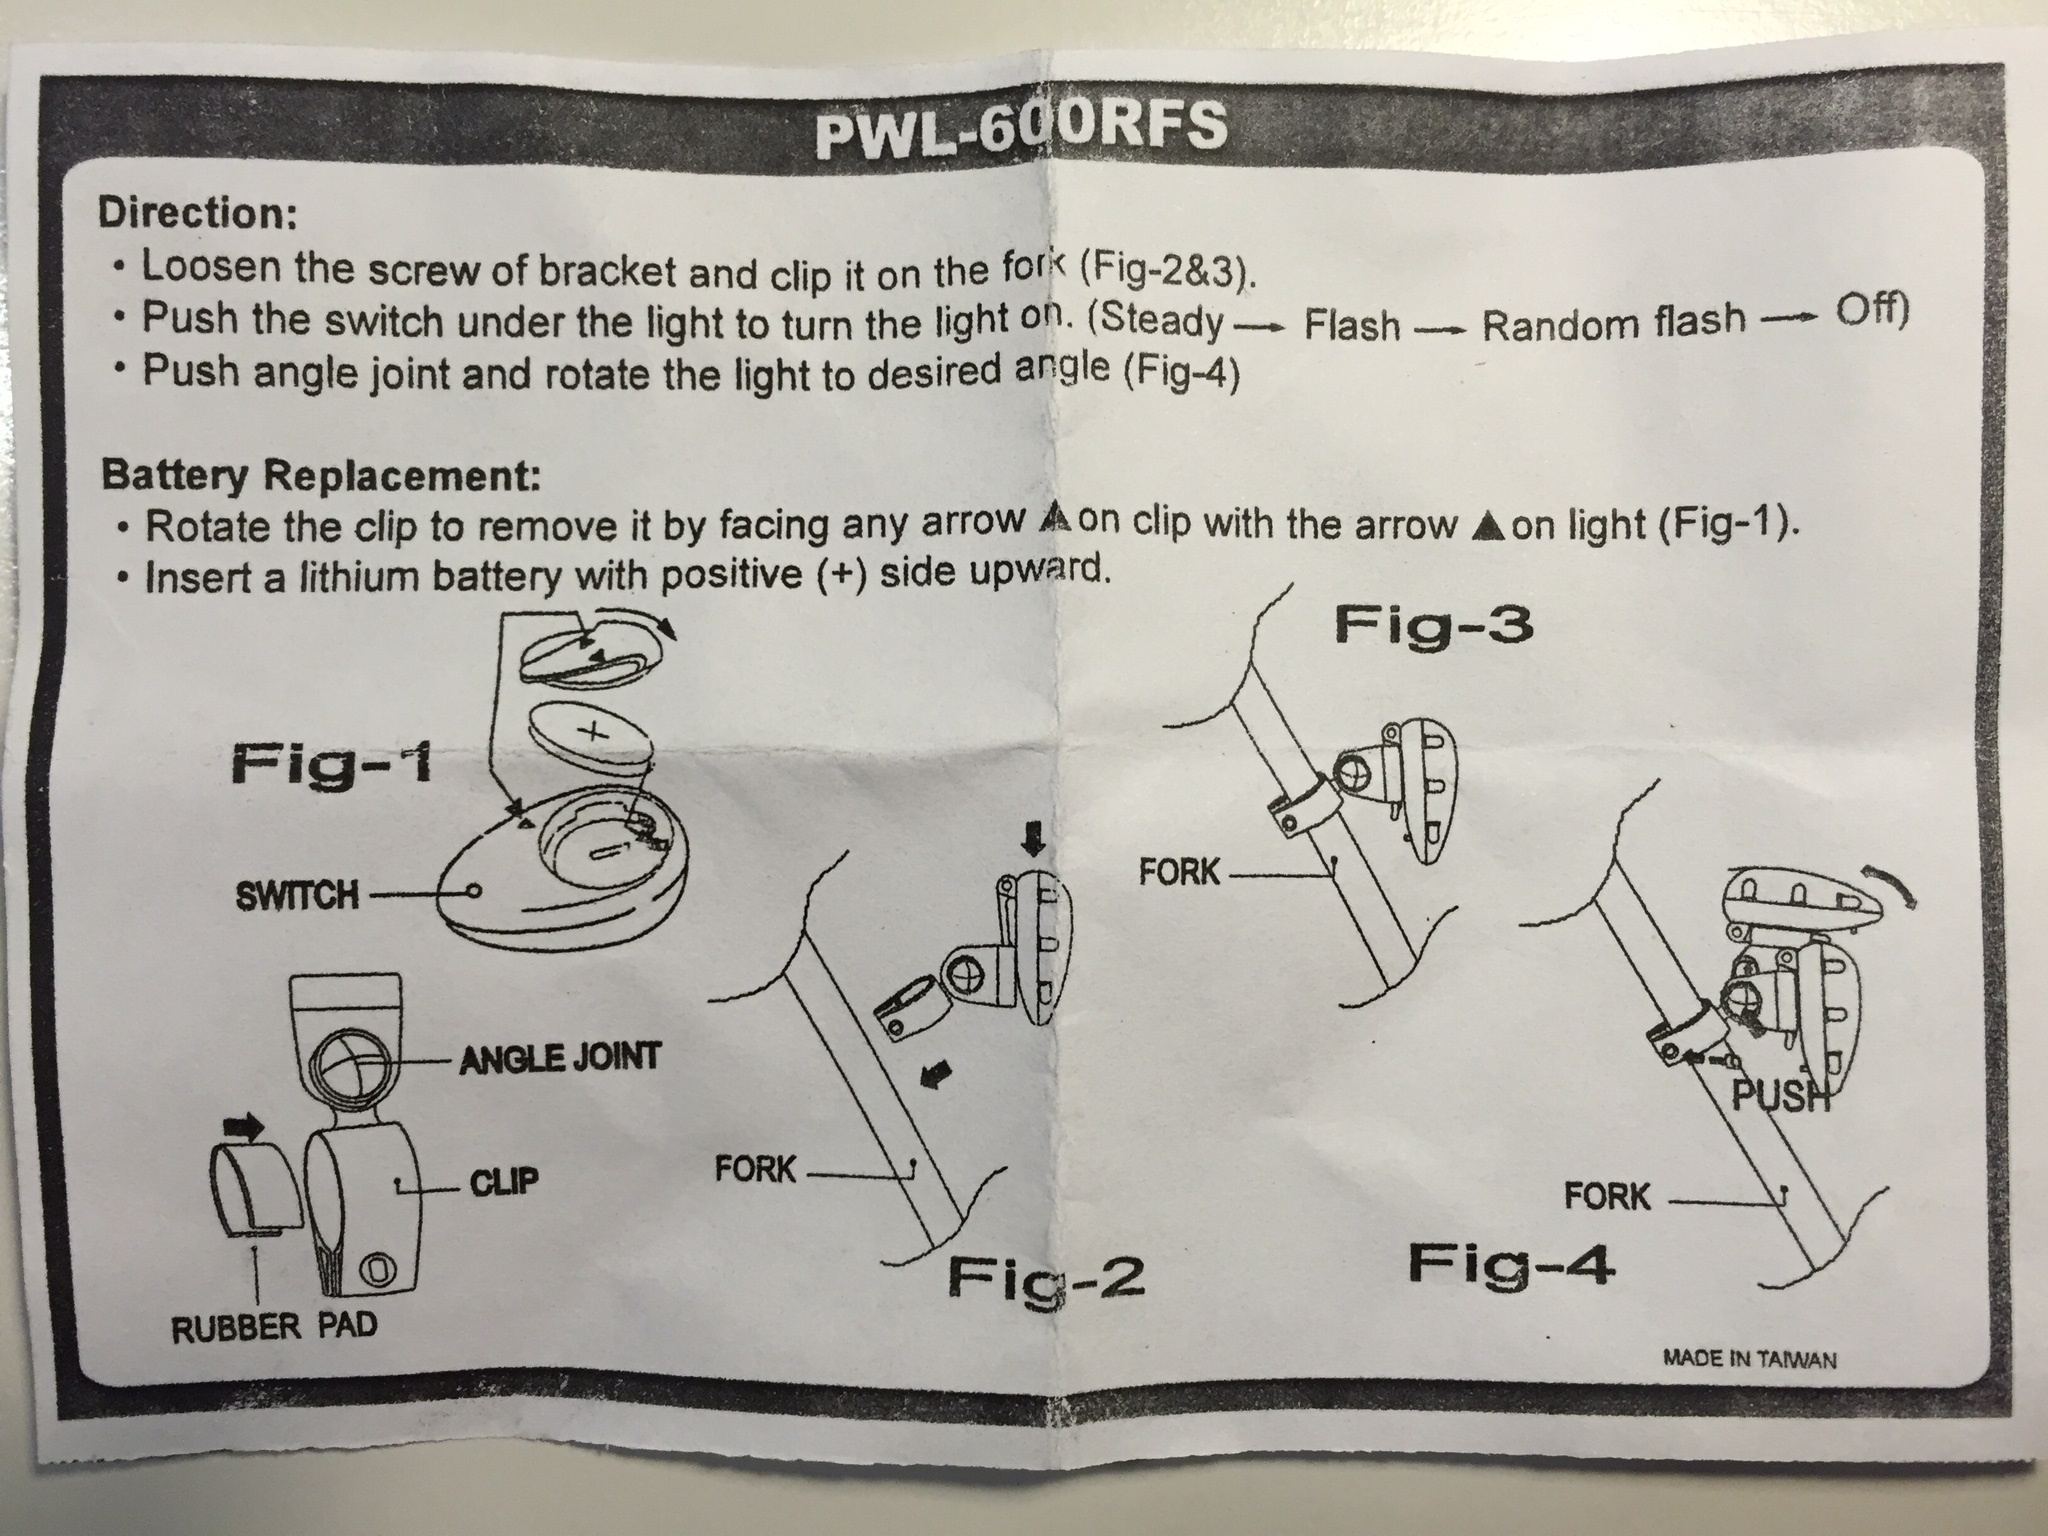 PWL-600RFS
Direction:
• Loosen the screw of bracket and clip it on the fork (Fig-2&3).
• Push the switch under the light to turn the light on. (Steady → Flash → Random flash → Off)
• Push angle joint and rotate the light to desired angle (Fig-4)
Battery Replacement:
• Rotate the clip to remove it by facing any arrow ▲ on clip with the arrow ▲ on light (Fig-1).
• Insert a lithium battery with positive (+) side upward.
Fig-1
+
SWITCH
ANGLE JOINT
CLIP
RUBBER PAD
FORK
Fig-2
Fig-3
FORK
PUSH
FORK
Fig-4
MADE IN TAIWAN